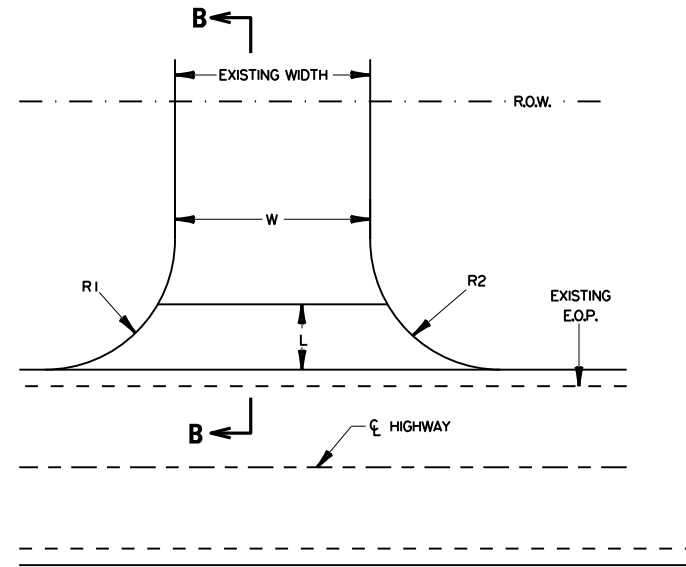 B
EXISTING WIDTH
R.O.W.
W
R1
R2
EXISTING
E.O.P.
L
B
℄ HIGHWAY